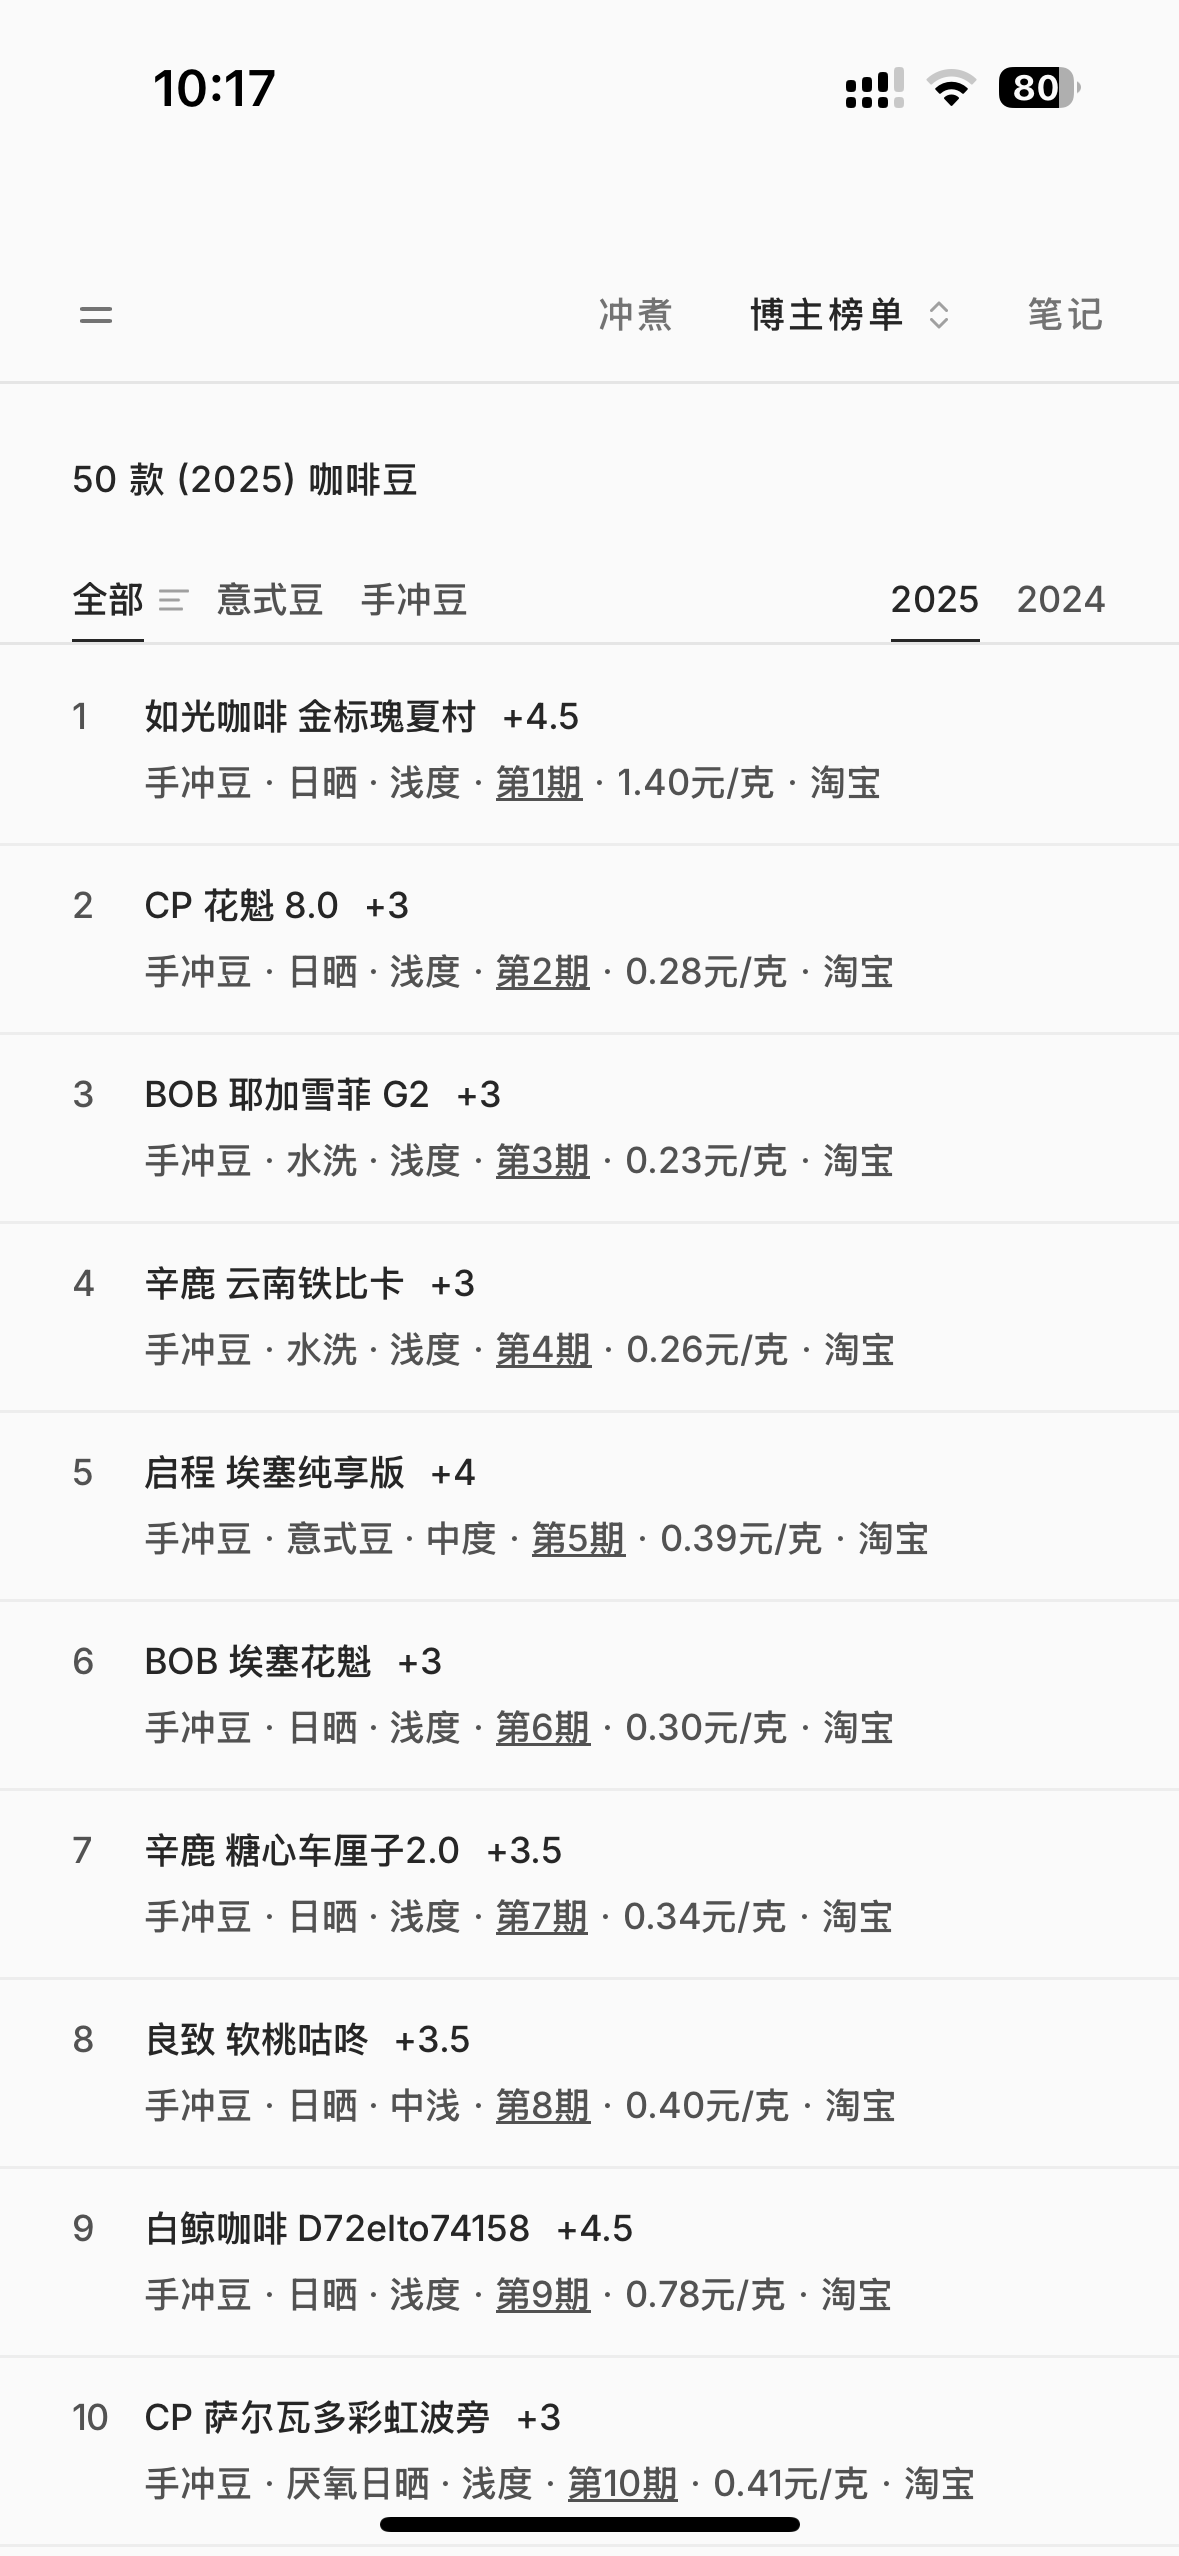 10:17
80
冲煮 博主榜单 笔记
50 款 (2025) 咖啡豆
全部 意式豆 手冲豆 2025 2024
1 如光咖啡 金标瑰夏村 +4.5
手冲豆 · 日晒 · 浅度 · 第1期 · 1.40元/克 · 淘宝
2 CP 花魁 8.0 +3
手冲豆 · 日晒 · 浅度 · 第2期 · 0.28元/克 · 淘宝
3 BOB 耶加雪菲 G2 +3
手冲豆 · 水洗 · 浅度 · 第3期 · 0.23元/克 · 淘宝
4 辛鹿 云南铁比卡 +3
手冲豆 · 水洗 · 浅度 · 第4期 · 0.26元/克 · 淘宝
5 启程 埃塞纯享版 +4
手冲豆 · 意式豆 · 中度 · 第5期 · 0.39元/克 · 淘宝
6 BOB 埃塞花魁 +3
手冲豆 · 日晒 · 浅度 · 第6期 · 0.30元/克 · 淘宝
7 辛鹿 糖心车厘子2.0 +3.5
手冲豆 · 日晒 · 浅度 · 第7期 · 0.34元/克 · 淘宝
8 良致 软桃咕咚 +3.5
手冲豆 · 日晒 · 中浅 · 第8期 · 0.40元/克 · 淘宝
9 白鲸咖啡 D72elto74158 +4.5
手冲豆 · 日晒 · 浅度 · 第9期 · 0.78元/克 · 淘宝
10 CP 萨尔瓦多彩虹波旁 +3
手冲豆 · 厌氧日晒 · 浅度 · 第10期 · 0.41元/克 · 淘宝